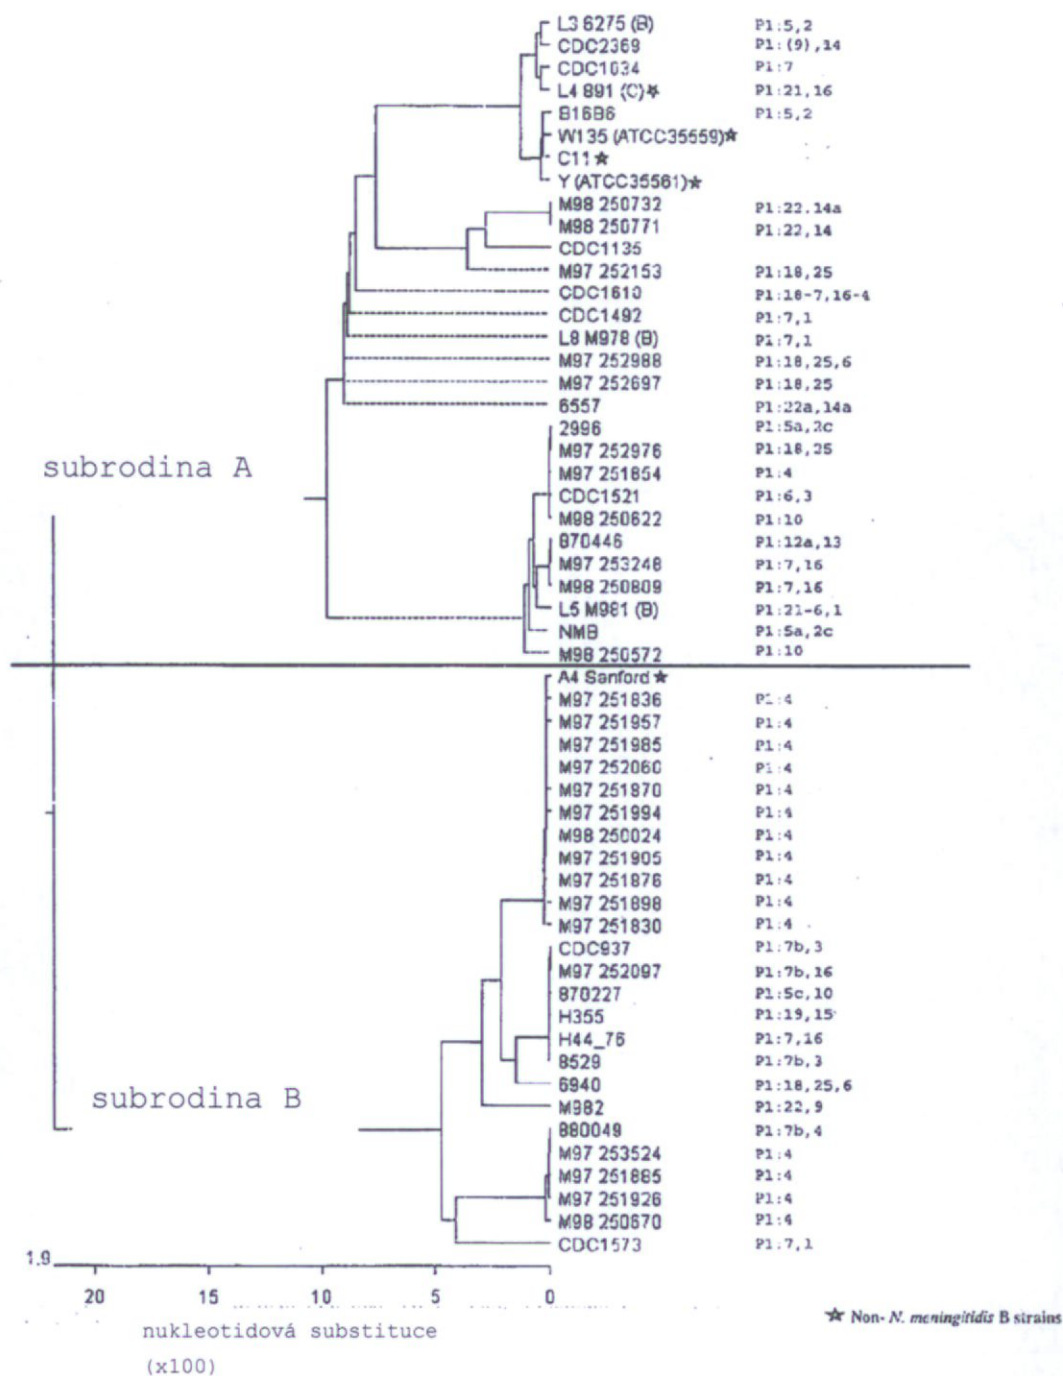 L3 6275 (B) P1:5,2
CDC2369 P1:(9),14
CDC1034 P1:7
L4 891 (C)☆ P1:21,16
B16B6 P1:5,2
W135 (ATCC35559)☆
C11☆
Y (ATCC35561)☆
M98 250732 P1:22,14a
M98 250771 P1:22,14
CDC1135
M97 252153 P1:18,25
CDC1610 P1:18-7,16-4
CDC1492 P1:7,1
L8 M978 (B) P1:7,1
M97 252988 P1:18,25,6
M97 252697 P1:18,25
6557 P1:22a,14a
2996 P1:5a,2c
M97 252976 P1:18,25
subrodina A
M97 251854 P1:4
CDC1521 P1:6,3
M98 250622 P1:10
870446 P1:12a,13
M97 253248 P1:7,16
M98 250809 P1:7,16
L5 M981 (B) P1:21-6,1
NMB P1:5a,2c
M98 250572 P1:10
A4 Sanford☆
M97 251836 P1:4
M97 251957 P1:4
M97 251985 P1:4
M97 252060 P1:4
M97 251870 P1:4
M97 251994 P1:4
M98 250024 P1:4
M97 251905 P1:4
M97 251876 P1:4
M97 251898 P1:4
M97 251830 P1:4
CDC937 P1:7b,3
M97 252097 P1:7b,16
870227 P1:5c,10
H355 P1:19,15
H44_76 P1:7,16
8529 P1:7b,3
6940 P1:18,25,6
subrodina B
M982 P1:22,9
880049 P1:7b,4
M97 253524 P1:4
M97 251885 P1:4
M97 251926 P1:4
M98 250670 P1:4
CDC1573 P1:7,1
1.9
20 15 10 5 0
nukleotidová substituce
(x100)
☆ Non- N. meningitidis B strains